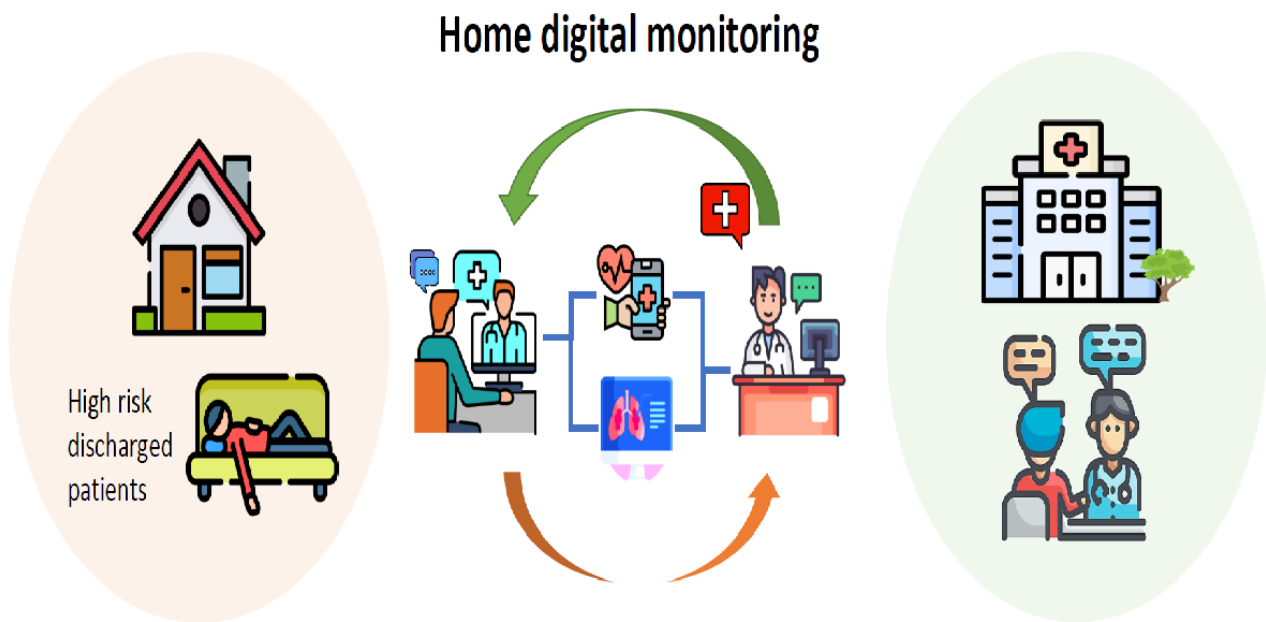 Home digital monitoring
High risk
discharged
patients